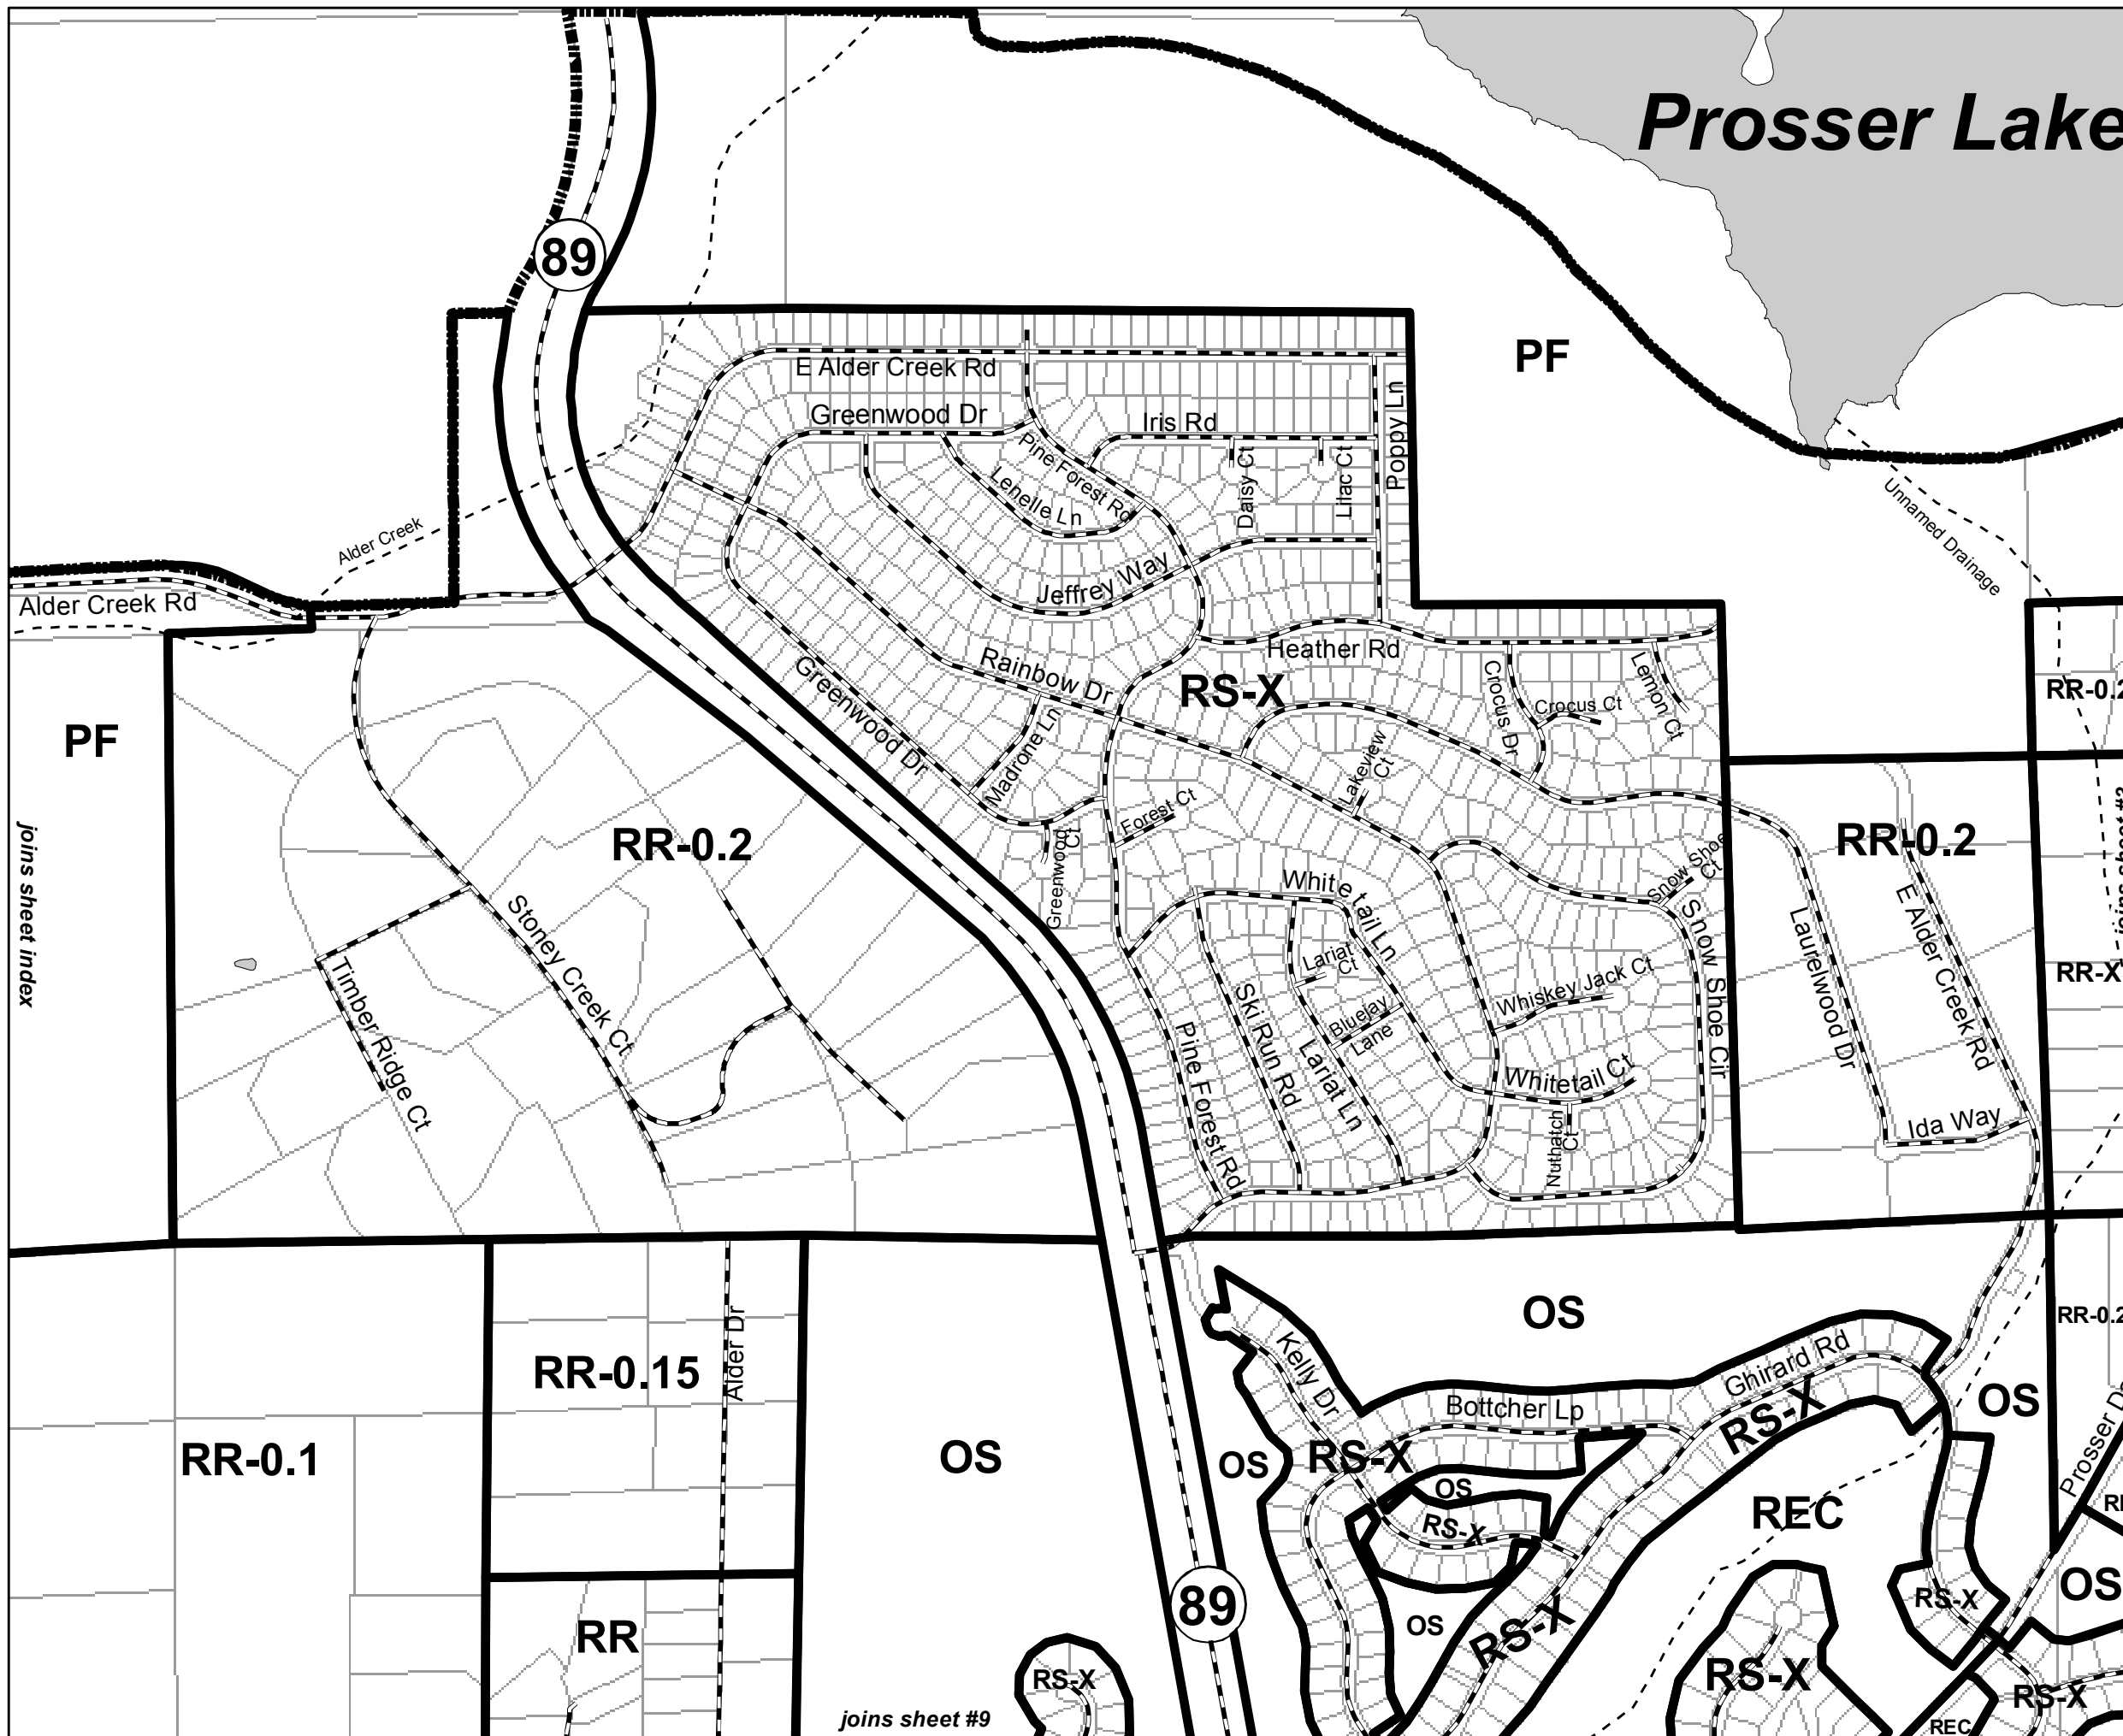 Prosser Lake
89
PF
E Alder Creek Rd
Greenwood Dr
Iris Rd
Poppy Ln
Pine Forest Rd
Lenelle Ln
Daisy Ct
Lilac Ct
Unnamed Drainage
Alder Creek
Jeffrey Way
Alder Creek Rd
Heather Rd
Rainbow Dr
RS-X
Crocus Dr
Crocus Ct
Lemon Ct
Greenwood Dr
Madrone Ln
Lakeview
Ct
PF
RR-0.2
RR-0.2
Forest Ct
Greenwood
Ct
joins sheet index
Snow Shoe
Ct
White tail Ln
Stoney Creek Ct
Timber Ridge Ct
Lariat
Ct
Bluejay
Lane
Whiskey Jack Ct
Snow Shoe Cir
Laurelwood Dr
E Alder Creek Rd
RR-X
Pine Forest Rd
Ski Run Rd
Lariat Ln
Whitetail Ct
Nuthatch
Ct
Ida Way
OS
Alder Dr
RR-0.15
Kelly Dr
Ghirard Rd
Bottcher Lp
RS-X
OS
RR-0.1
OS
OS
RS-X
OS
RS-X
REC
OS
RR
89
OS
RS-X
RS-X
RS-X
RS-X
RS-X
REC
joins sheet #9